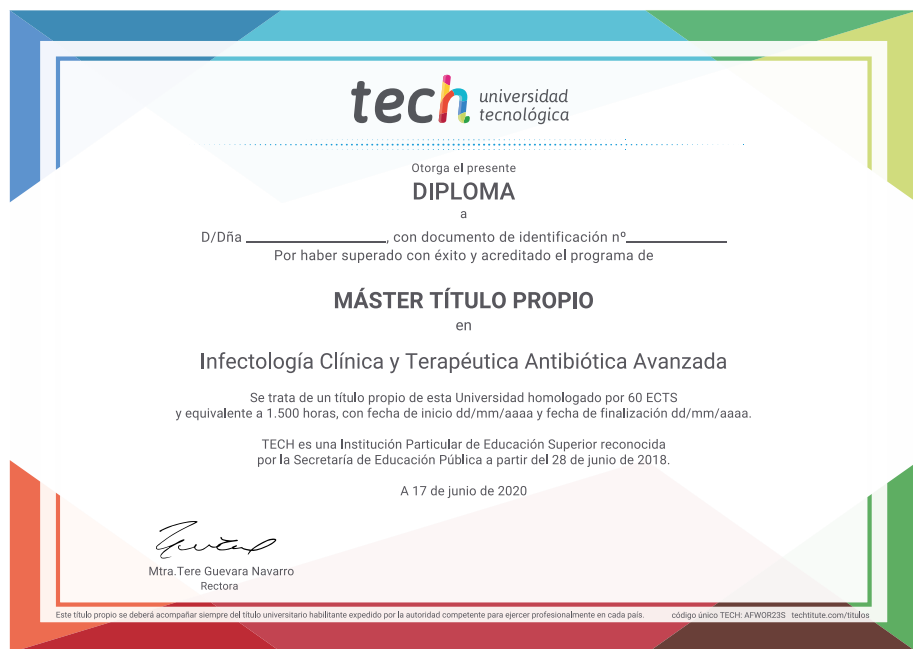 tech universidad
tecnológica
Otorga el presente
DIPLOMA
a
D/Dña ____________, con documento de identificación nº____________
Por haber superado con éxito y acreditado el programa de
MÁSTER TÍTULO PROPIO
en
Infectología Clínica y Terapéutica Antibiótica Avanzada
Se trata de un título propio de esta Universidad homologado por 60 ECTS
y equivalente a 1.500 horas, con fecha de inicio dd/mm/aaaa y fecha de finalización dd/mm/aaaa.
TECH es una Institución Particular de Educación Superior reconocida
por la Secretaría de Educación Pública a partir del 28 de junio de 2018.
A 17 de junio de 2020
Mtra.Tere Guevara Navarro
Rectora
Este título propio se deberá acompañar siempre del título universitario habilitante expedido por la autoridad competente para ejercer profesionalmente en cada país. código único TECH: AFWOR23S techtitute.com/titulos